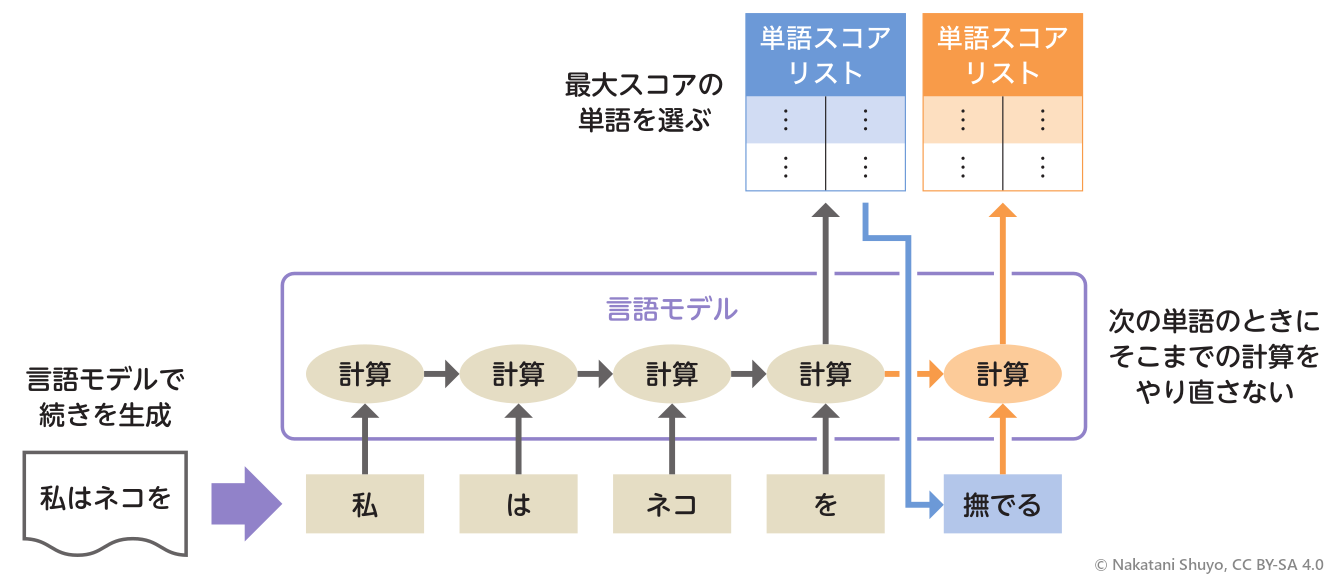 単語スコア
リスト
単語スコア
リスト
最大スコアの
単語を選ぶ
⋮ ⋮ ⋮ ⋮
⋮ ⋮ ⋮ ⋮
言語モデル
次の単語のときに
そこまでの計算を
やり直さない
計算 計算 計算 計算 計算
言語モデルで
続きを生成
私はネコを
私 は ネコ を 撫でる
© Nakatani Shuyo, CC BY-SA 4.0